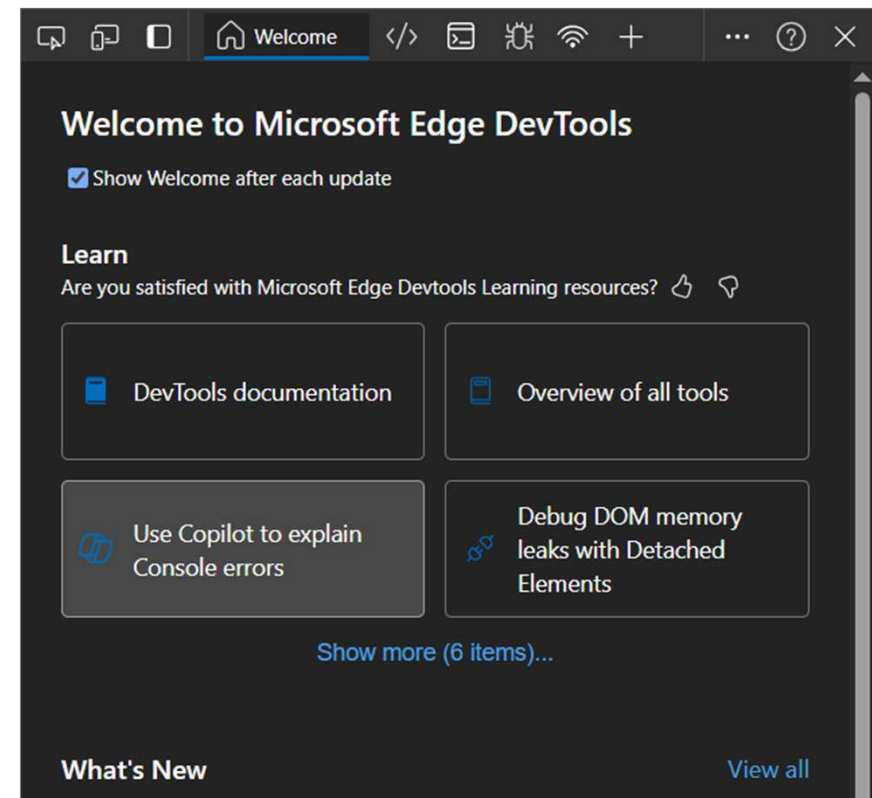 Welcome
Welcome to Microsoft Edge DevTools
Show Welcome after each update
Learn
Are you satisfied with Microsoft Edge Devtools Learning resources?
DevTools documentation
Overview of all tools
Use Copilot to explain
Console errors
Debug DOM memory
leaks with Detached
Elements
Show more (6 items)...
What's New
View all